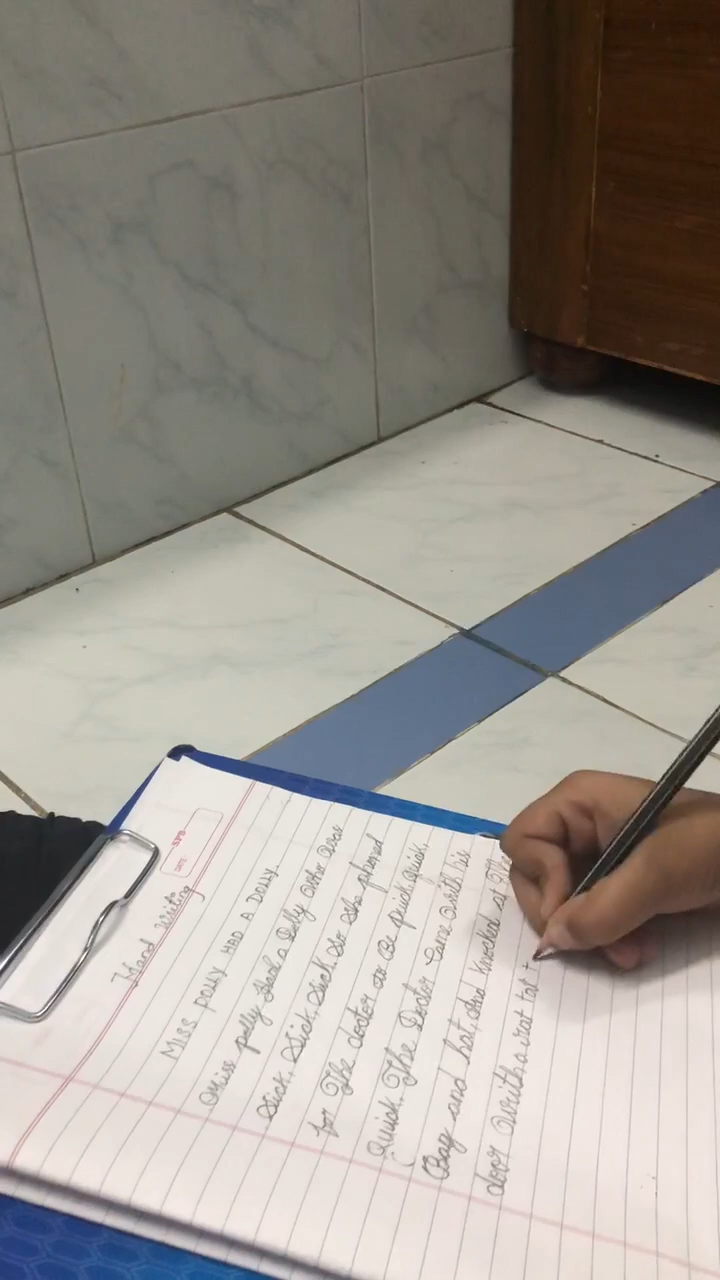 SPB
DATE
Hand Writing
MISS POLLY HAD A DOLLY.
Miss polly had a Dolly who was
Sick, Sick, Sick. So she phoned
for The doctor to Be quick, quick,
Quick. The Doctor Came with his
Bag and hat, And knocked at The
door with a rat tat t